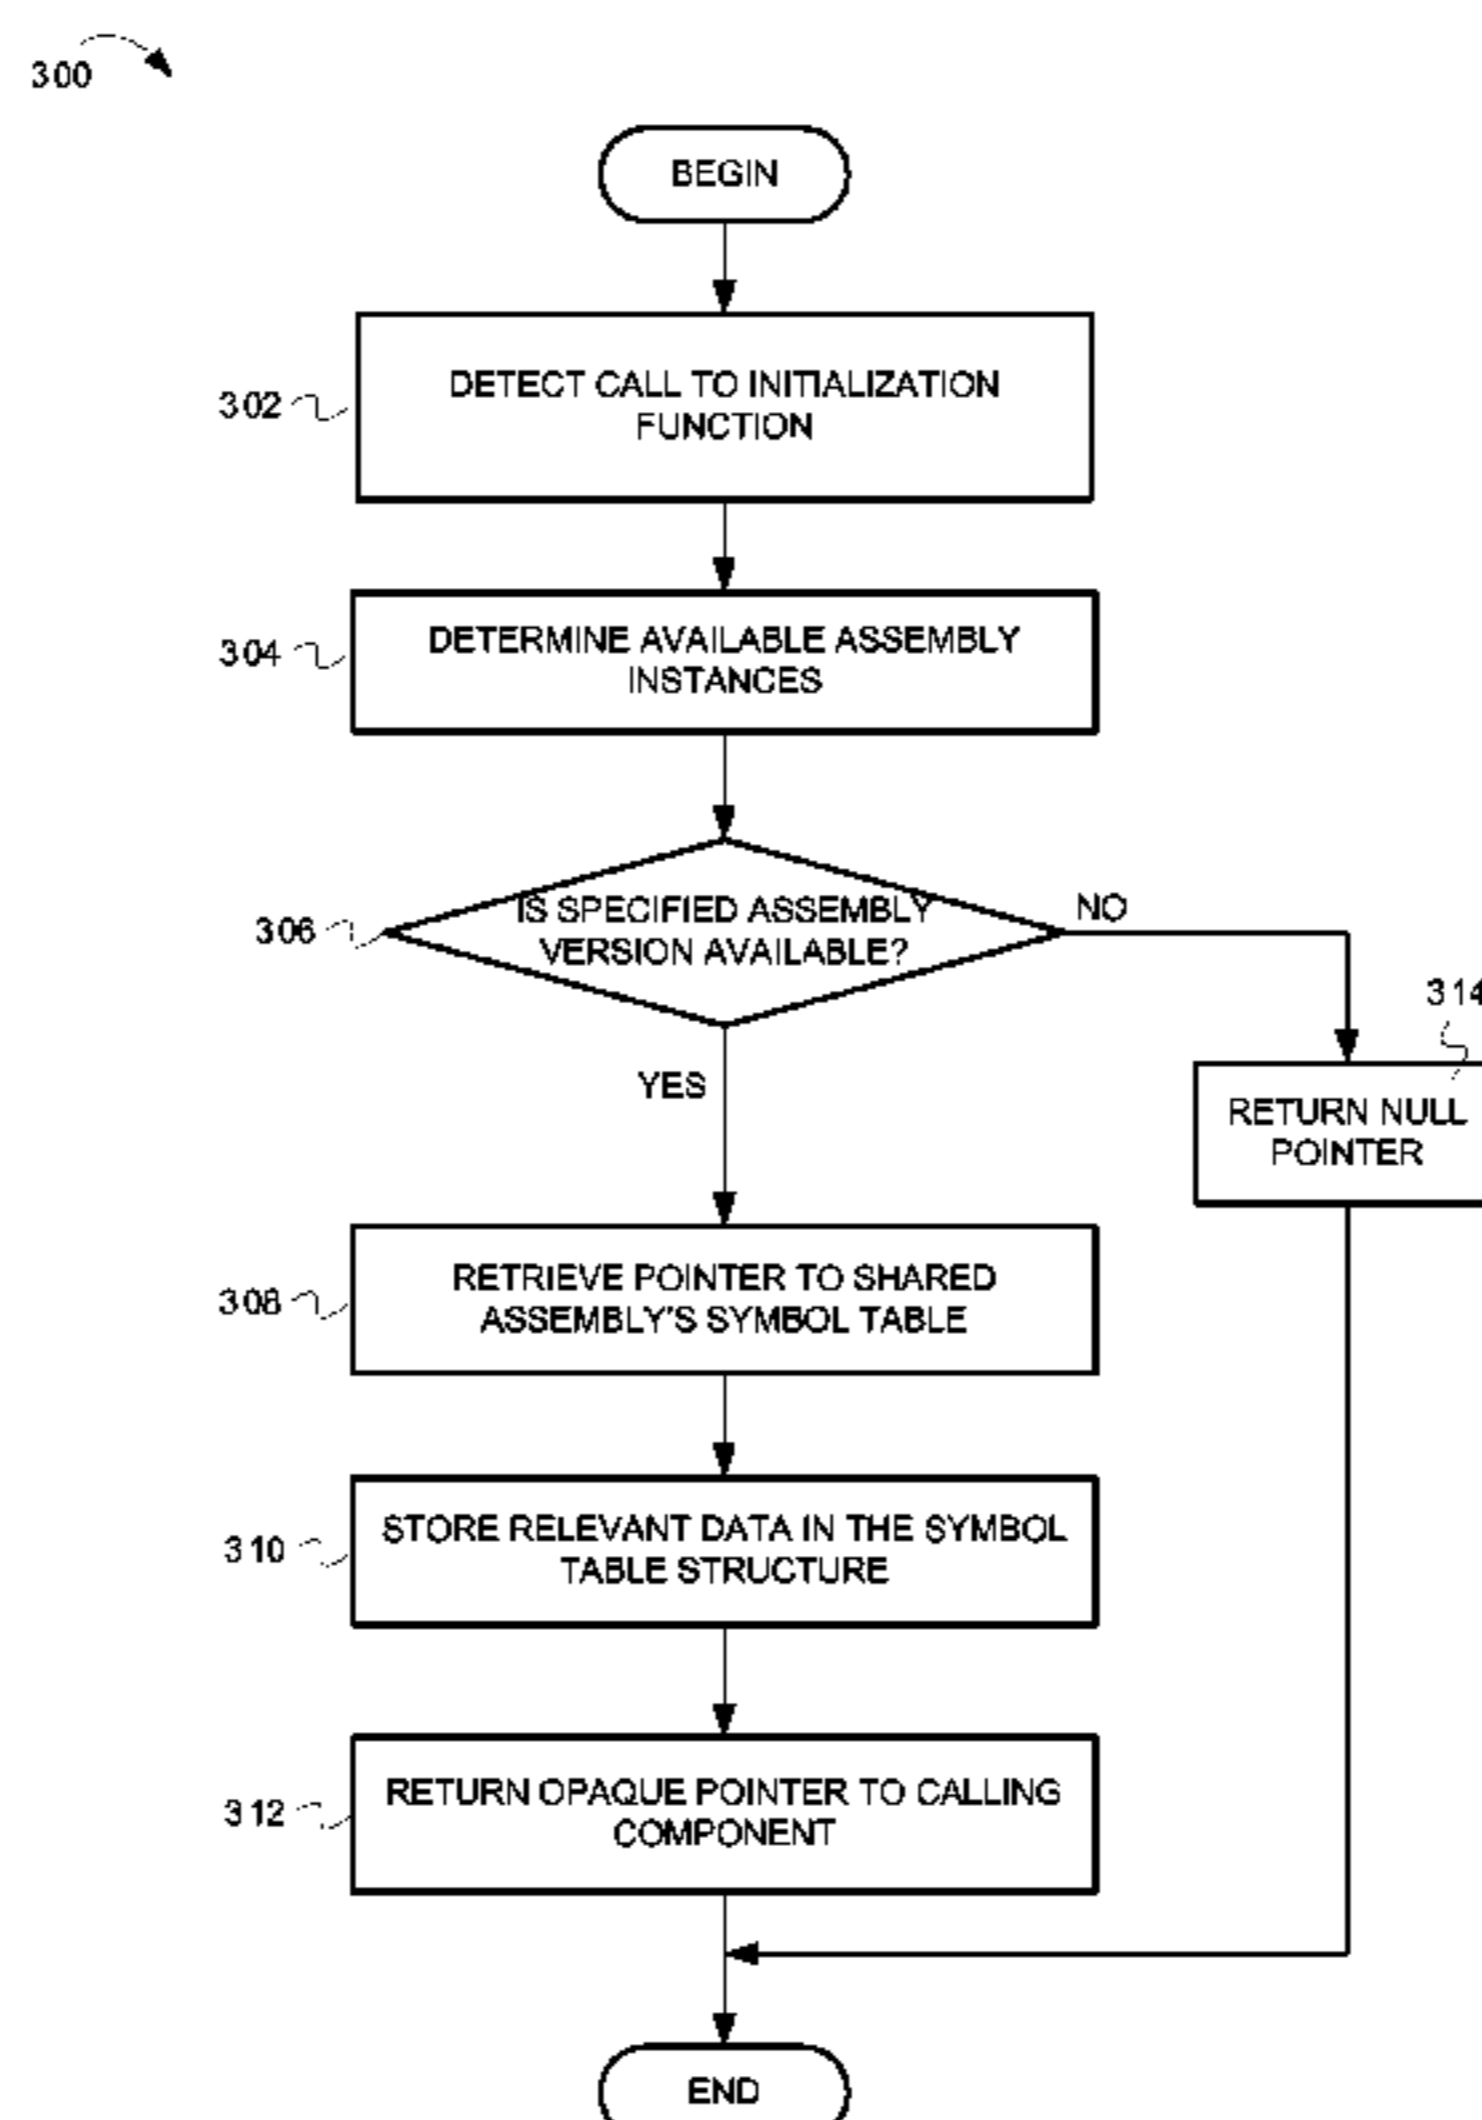 300
BEGIN
302
DETECT CALL TO INITIALIZATION
FUNCTION
304
DETERMINE AVAILABLE ASSEMBLY
INSTANCES
306
IS SPECIFIED ASSEMBLY
VERSION AVAILABLE?
NO
YES
314
RETURN NULL
POINTER
308
RETRIEVE POINTER TO SHARED
ASSEMBLY'S SYMBOL TABLE
310
STORE RELEVANT DATA IN THE SYMBOL
TABLE STRUCTURE
312
RETURN OPAQUE POINTER TO CALLING
COMPONENT
END